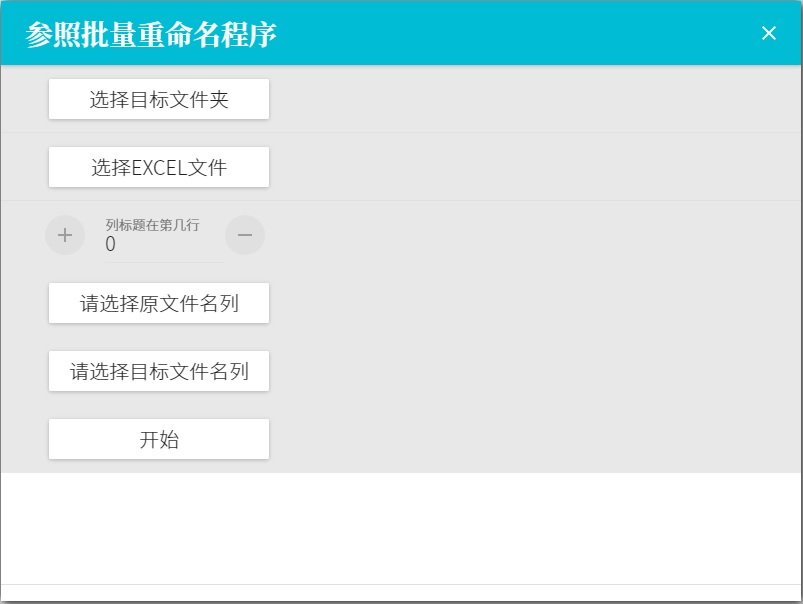 参照批量重命名程序
选择目标文件夹
选择EXCEL文件
列标题在第几行
0
请选择原文件名列
请选择目标文件名列
开始